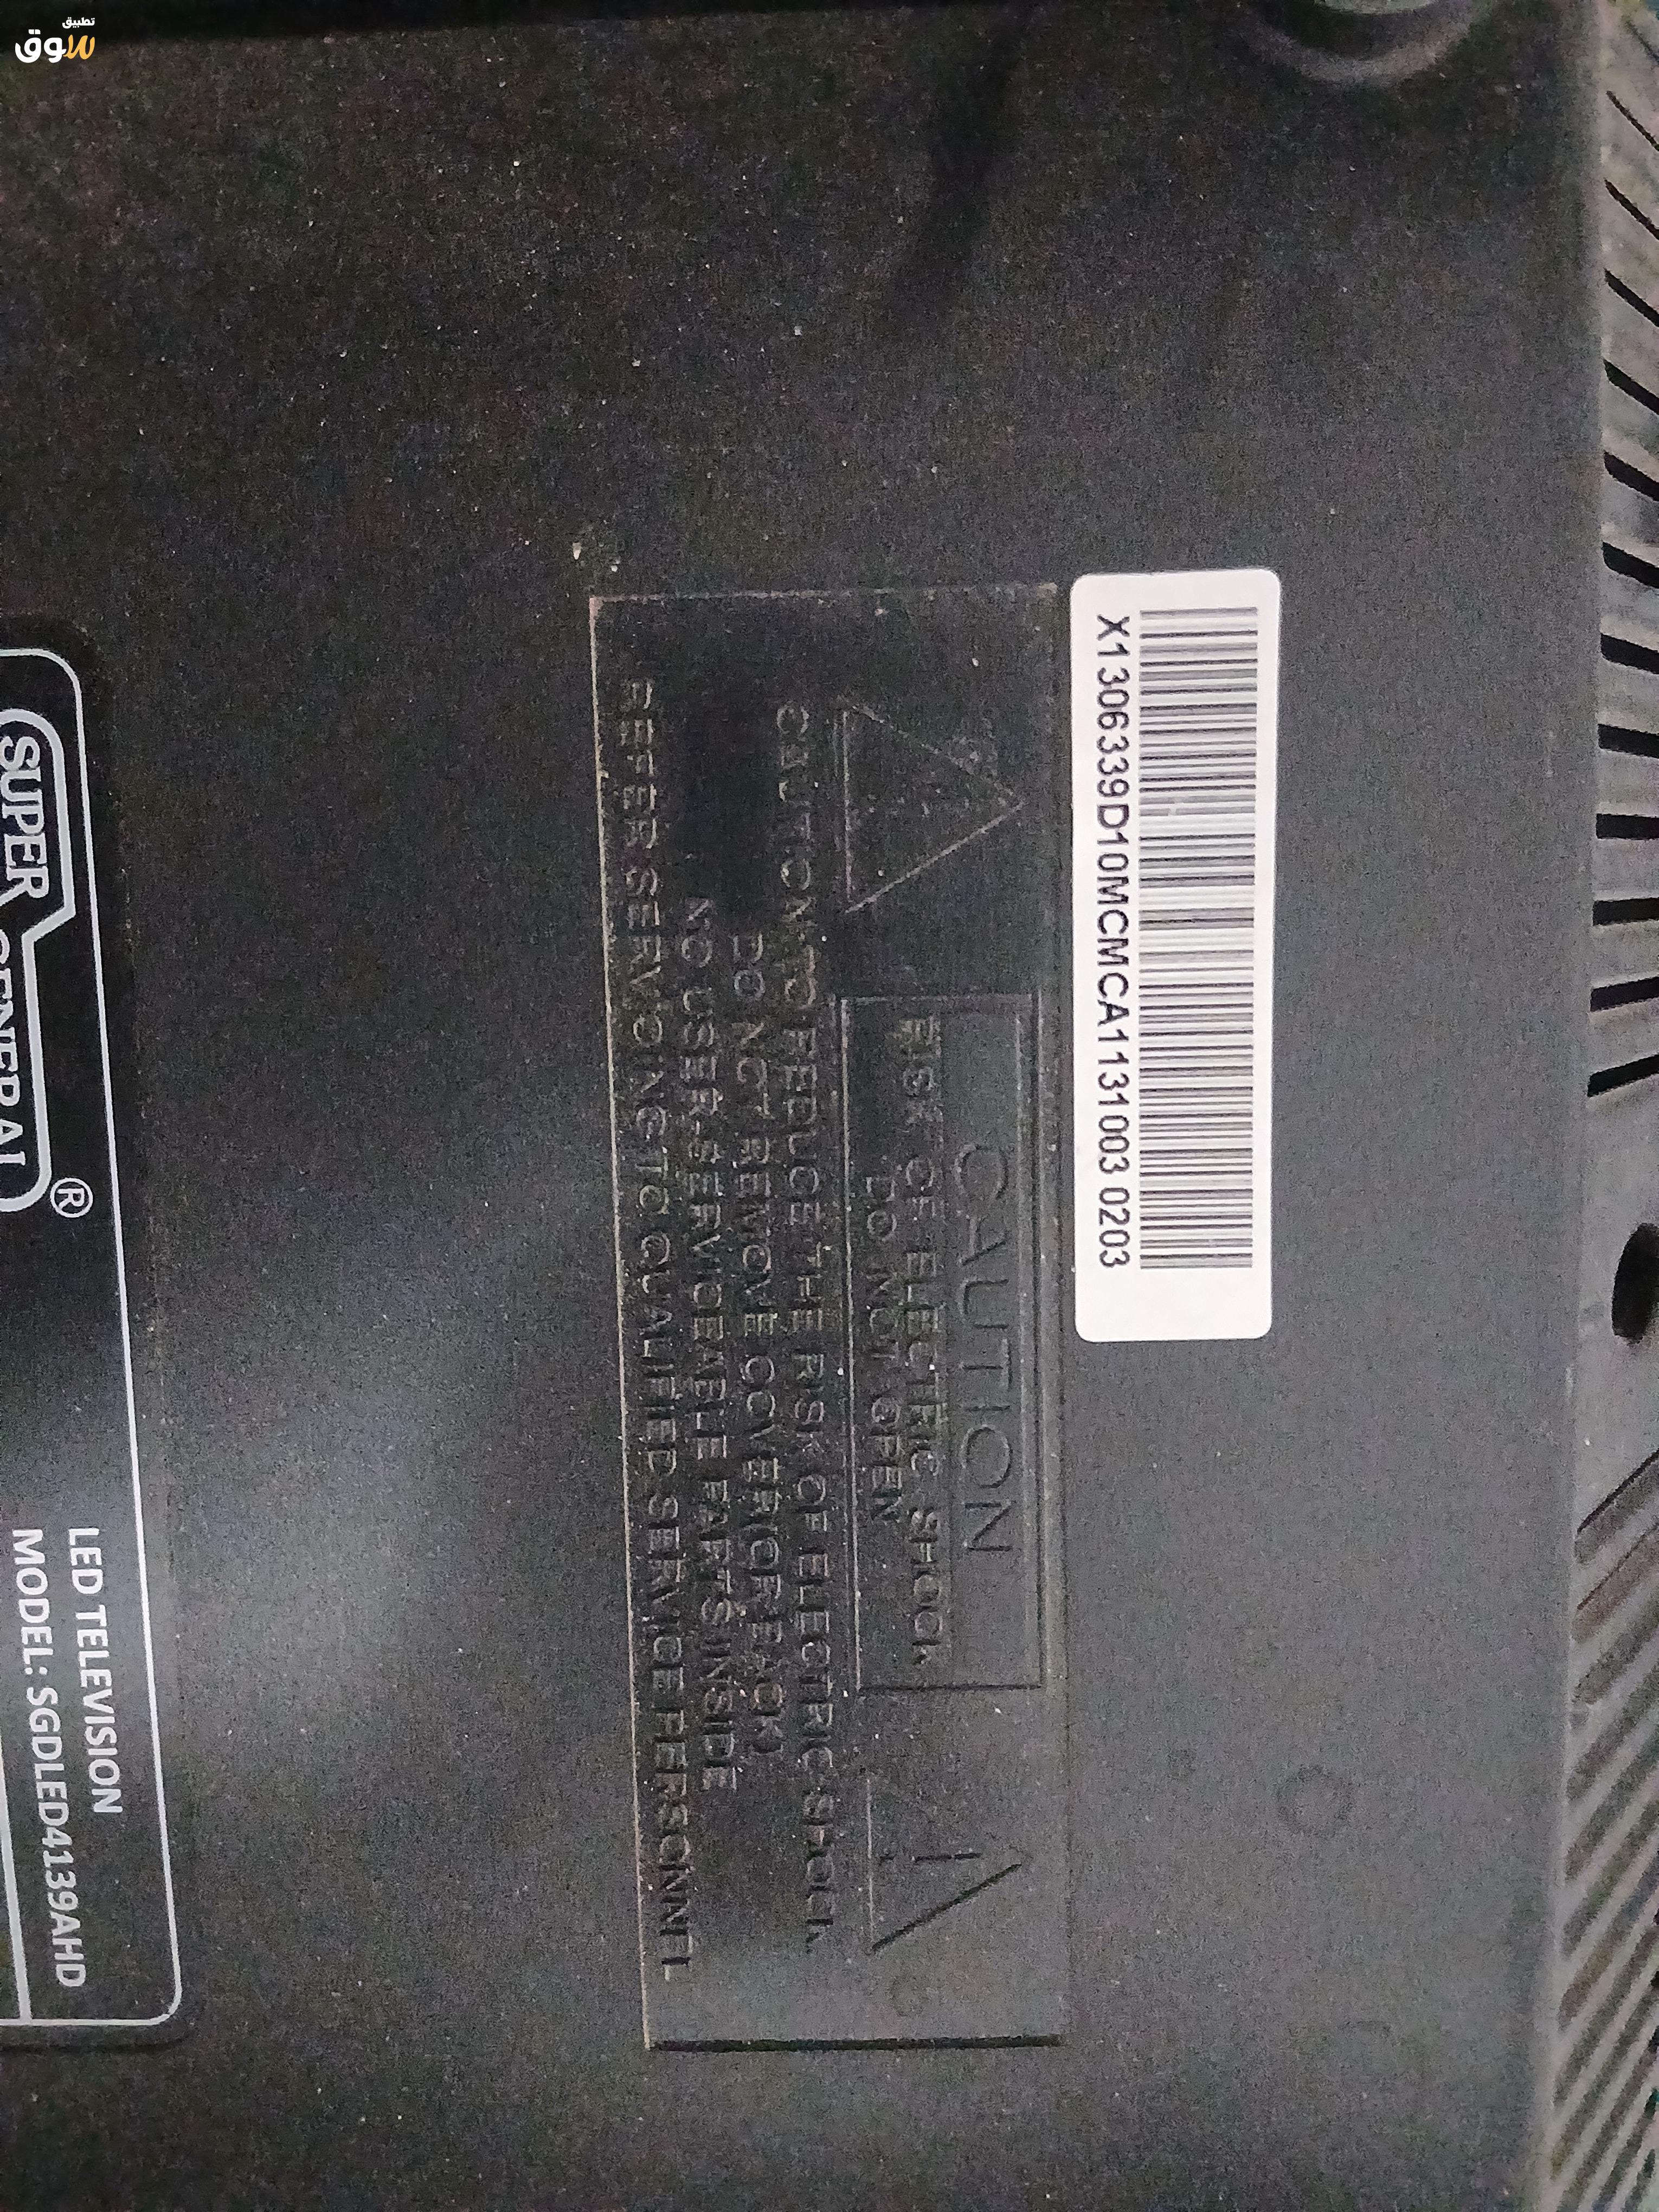 تطبيق
سوق
X1306339D10MCMCA1131003 0203
CAUTION
RISK OF ELECTRIC SHOCK
DO NOT OPEN
CAUTION: TO REDUCE THE RISK OF ELECTRIC SHOCK,
DO NOT REMOVE COVER (OR BACK)
NO USER-SERVICEABLE PARTS INSIDE
REFER SERVICING TO QUALIFIED SERVICE PERSONNEL
SUPER
GENERAL
®
LED TELEVISION
MODEL: SGDLED4139AHD